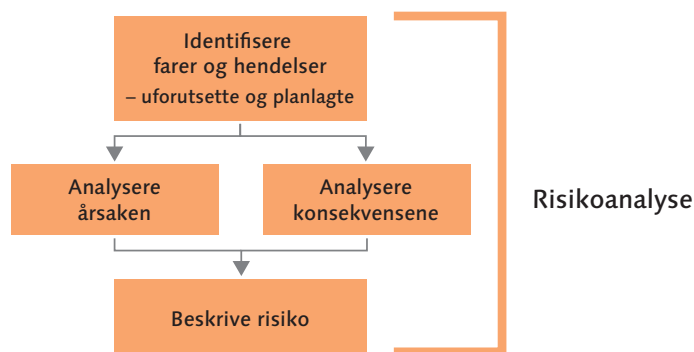 Identifisere
farer og hendelser
– uforutsette og planlagte
Analysere
årsaken
Analysere
konsekvensene
Beskrive risiko
Risikoanalyse